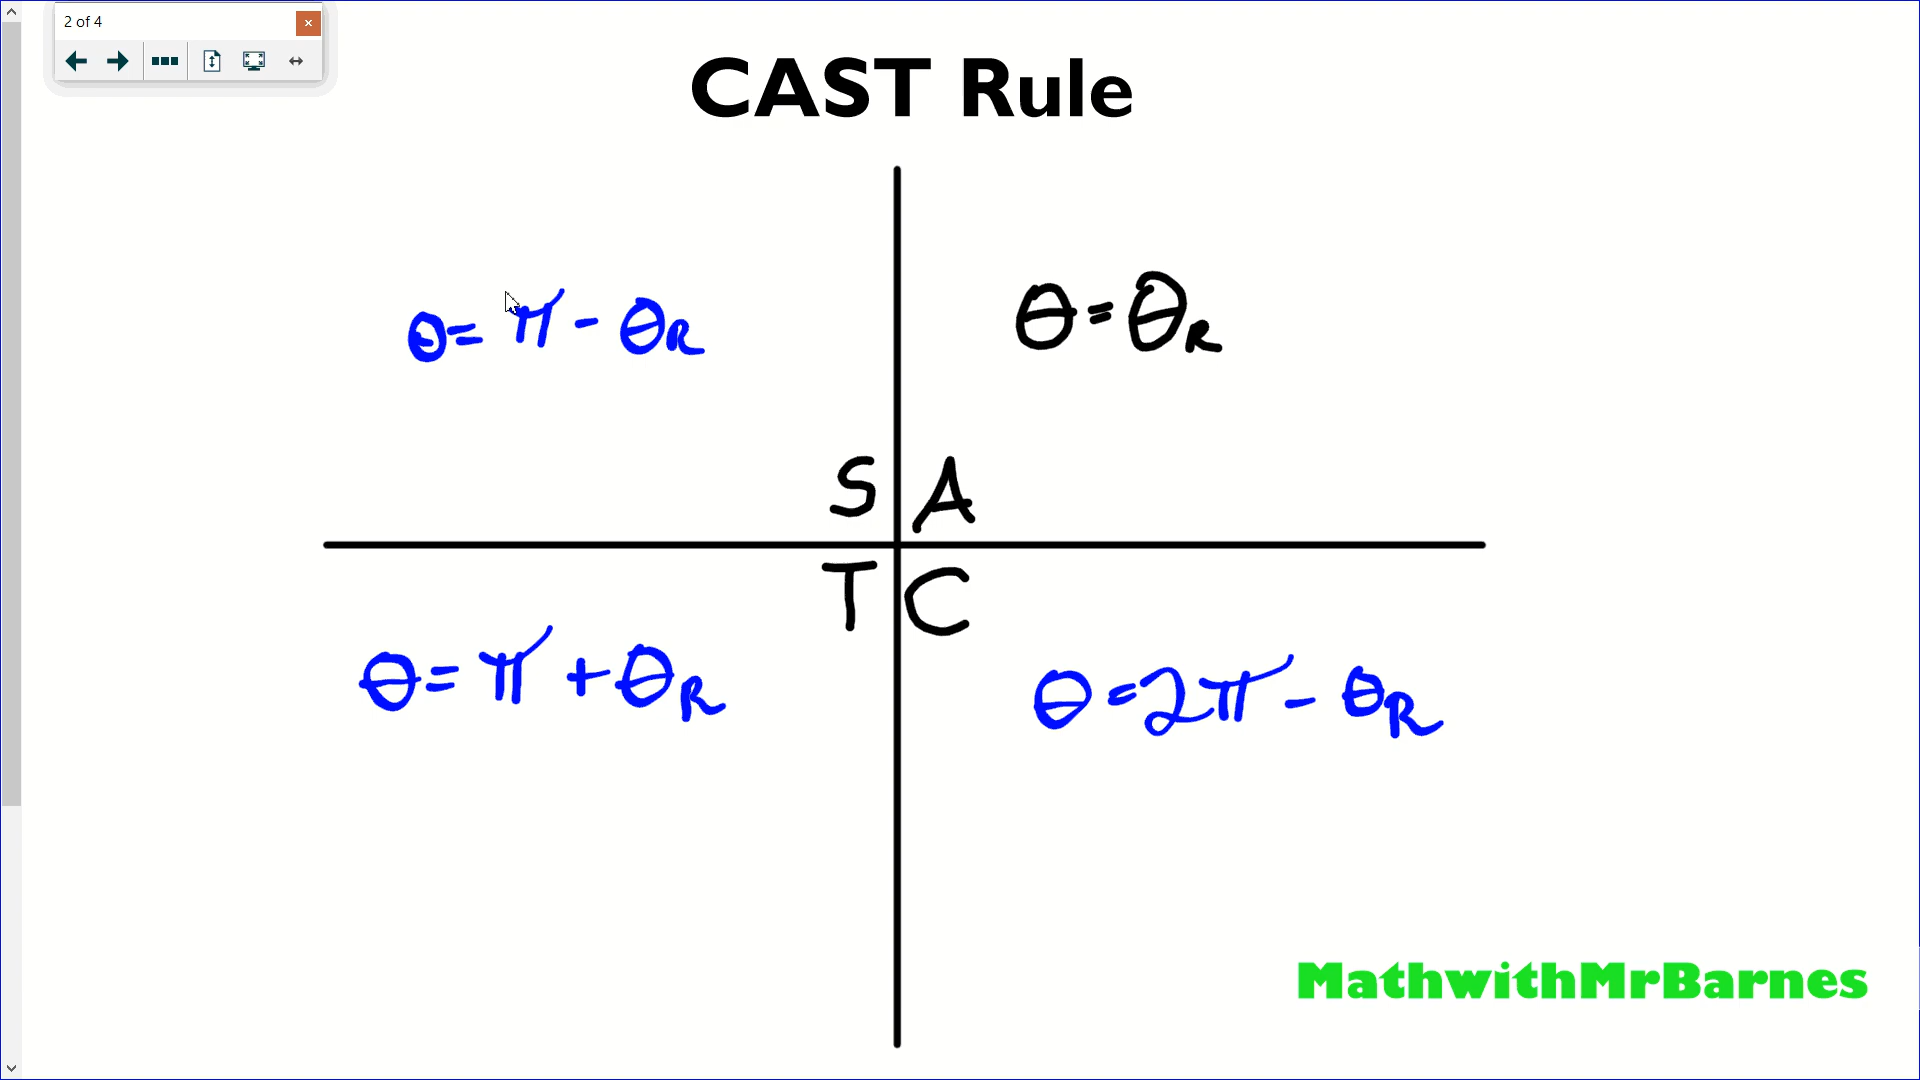 2 of 4
CAST Rule
θ = π - θR
θ = θR
S A
T C
θ = π + θR
θ = 2π - θR
MathwithMrBarnes